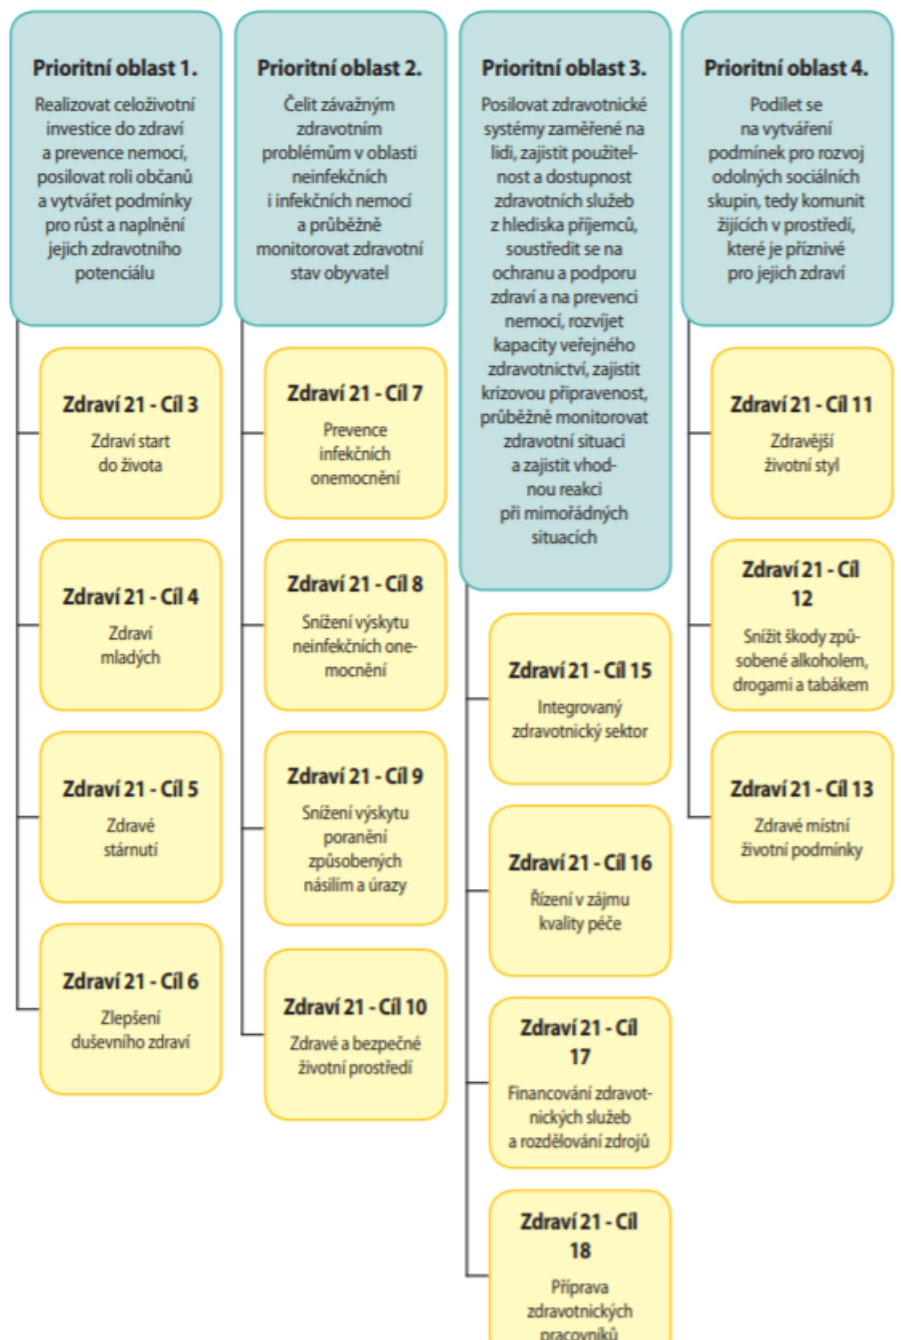 Prioritní oblast 1.
Realizovat celoživotní
investice do zdraví
a prevence nemocí,
posilovat roli občanů
a vytvářet podmínky
pro růst a naplnění
jejich zdravotního
potenciálu
Zdraví 21 - Cíl 3
Zdraví start
do života
Zdraví 21 - Cíl 4
Zdraví
mladých
Zdraví 21 - Cíl 5
Zdravé
stárnutí
Zdraví 21 - Cíl 6
Zlepšení
duševního zdraví
Prioritní oblast 2.
Čelit závažným
zdravotním
problémům v oblasti
neinfekčních
i infekčních nemocí
a průběžně
monitorovat zdravotní
stav obyvatel
Zdraví 21 - Cíl 7
Prevence
infekčních
onemocnění
Zdraví 21 - Cíl 8
Snížení výskytu
neinfekčních one-
mocnění
Zdraví 21 - Cíl 9
Snížení výskytu
poranění
způsobených
násilím a úrazy
Zdraví 21 - Cíl 10
Zdravé a bezpečné
životní prostředí
Prioritní oblast 3.
Posilovat zdravotnické
systémy zaměřené na
lidi, zajistit použitel-
nost a dostupnost
zdravotních služeb
z hlediska příjemců,
soustředit se na
ochranu a podporu
zdraví a na prevenci
nemocí, rozvíjet
kapacity veřejného
zdravotnictví, zajistit
krizovou připravenost,
průběžně monitorovat
zdravotní situaci
a zajistit vhod-
nou reakci
při mimořádných
situacích
Zdraví 21 - Cíl 15
Integrovaný
zdravotnický sektor
Zdraví 21 - Cíl 16
Řízení v zájmu
kvality péče
Zdraví 21 - Cíl
17
Financování zdravot-
nických služeb
a rozdělování zdrojů
Zdraví 21 - Cíl
18
Příprava
zdravotnických
pracovníků
Prioritní oblast 4.
Podílet se
na vytváření
podmínek pro rozvoj
odolných sociálních
skupin, tedy komunit
žijících v prostředí,
které je příznivé
pro jejich zdraví
Zdraví 21 - Cíl 11
Zdravější
životní styl
Zdraví 21 - Cíl
12
Snížit škody způ-
sobené alkoholem,
drogami a tabákem
Zdraví 21 - Cíl 13
Zdravé místní
životní podmínky